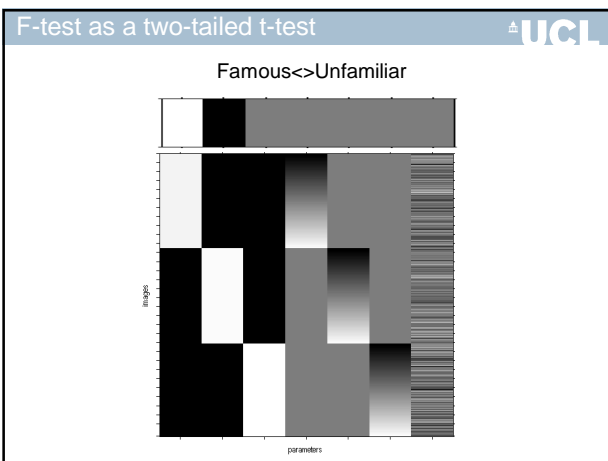 F-test as a two-tailed t-test
UCL
Famous<>Unfamiliar
images
parameters